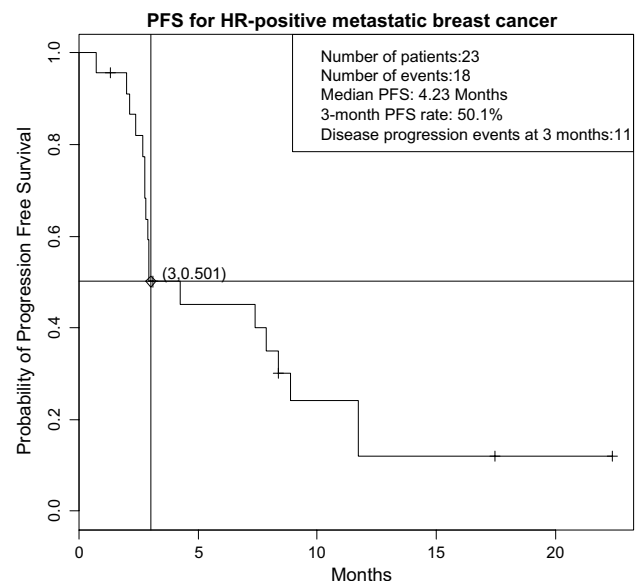 PFS for HR-positive metastatic breast cancer
Number of patients:23
Number of events:18
Median PFS: 4.23 Months
3-month PFS rate: 50.1%
Disease progression events at 3 months:11
Probability of Progression Free Survival
1.0
0.8
0.6
0.4
0.2
0.0
(3,0.501)
0 5 10 15 20
Months